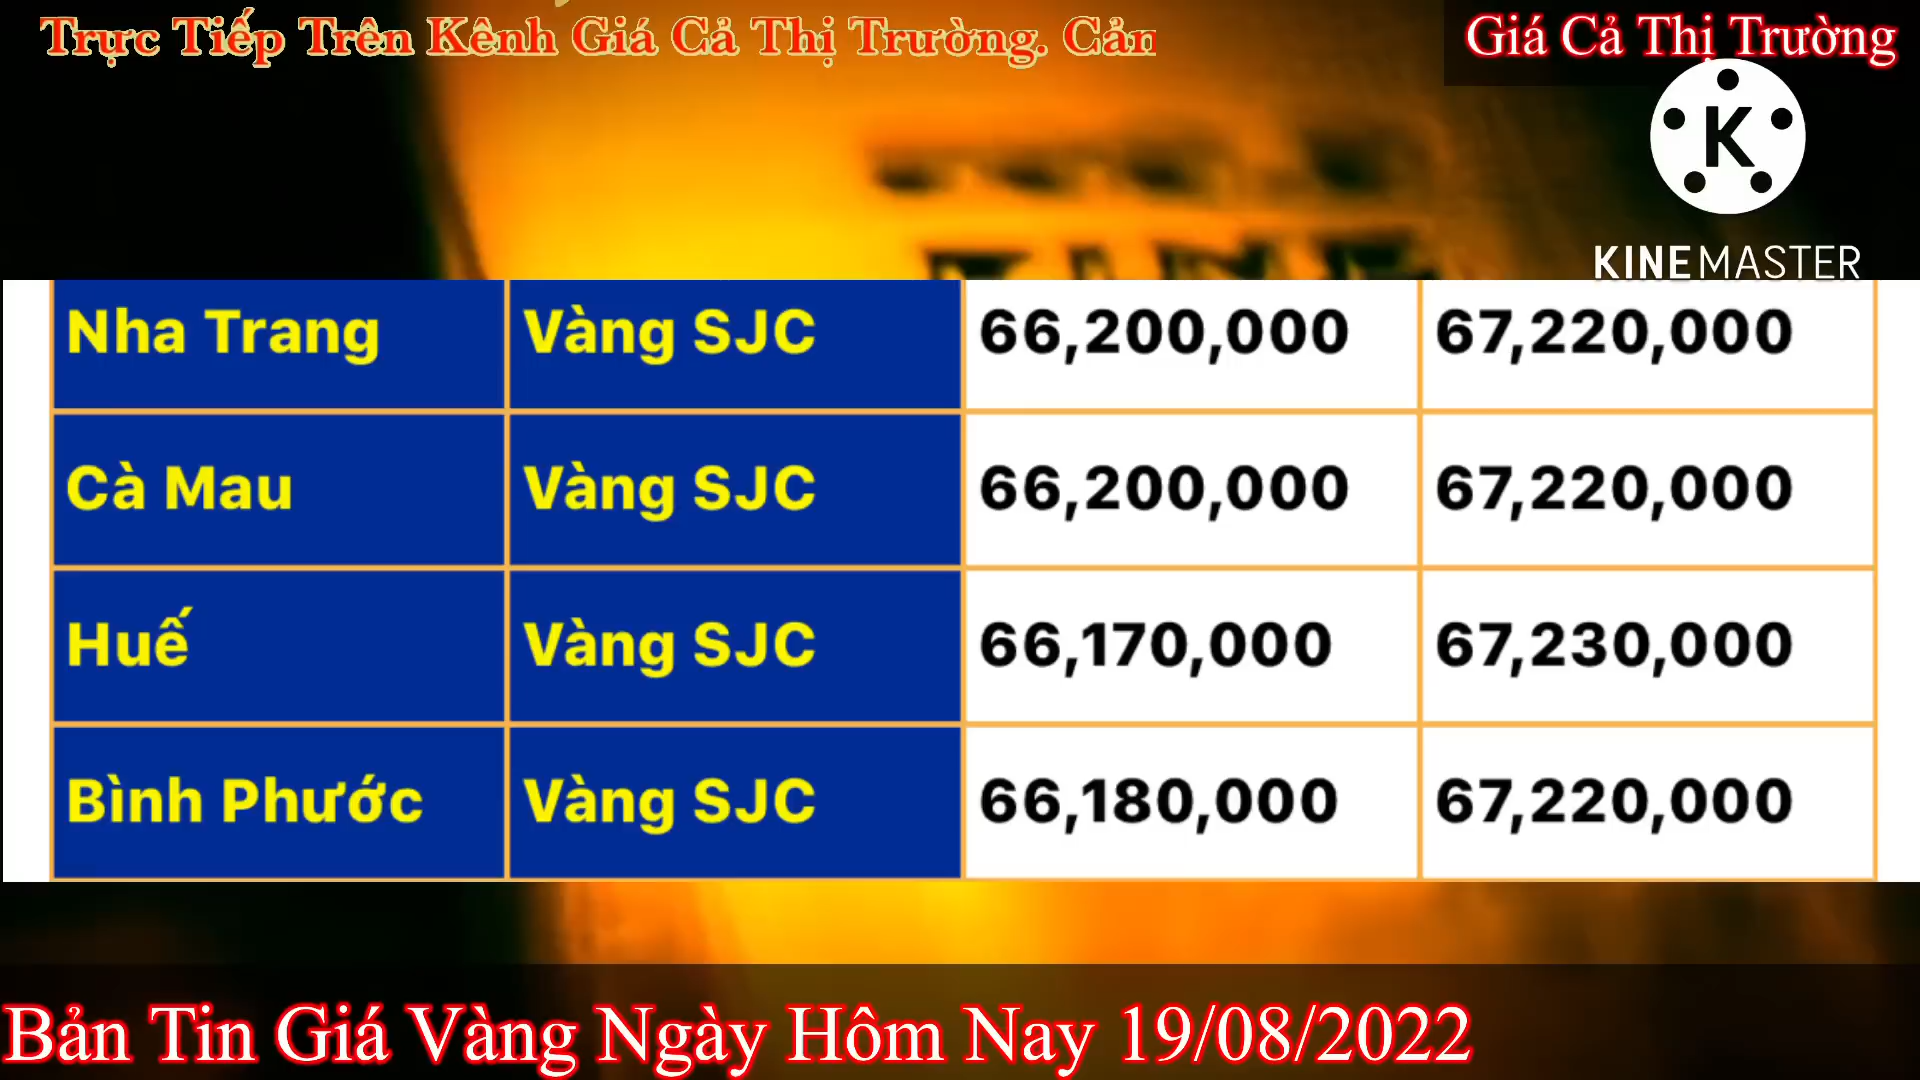 Trực Tiếp Trên Kênh Giá Cả Thị Trường. Cản
Giá Cả Thị Trường
K
KINEMASTER
Nha Trang Vàng SJC 66,200,000 67,220,000
Cà Mau Vàng SJC 66,200,000 67,220,000
Huế Vàng SJC 66,170,000 67,230,000
Bình Phước Vàng SJC 66,180,000 67,220,000
Bản Tin Giá Vàng Ngày Hôm Nay 19/08/2022